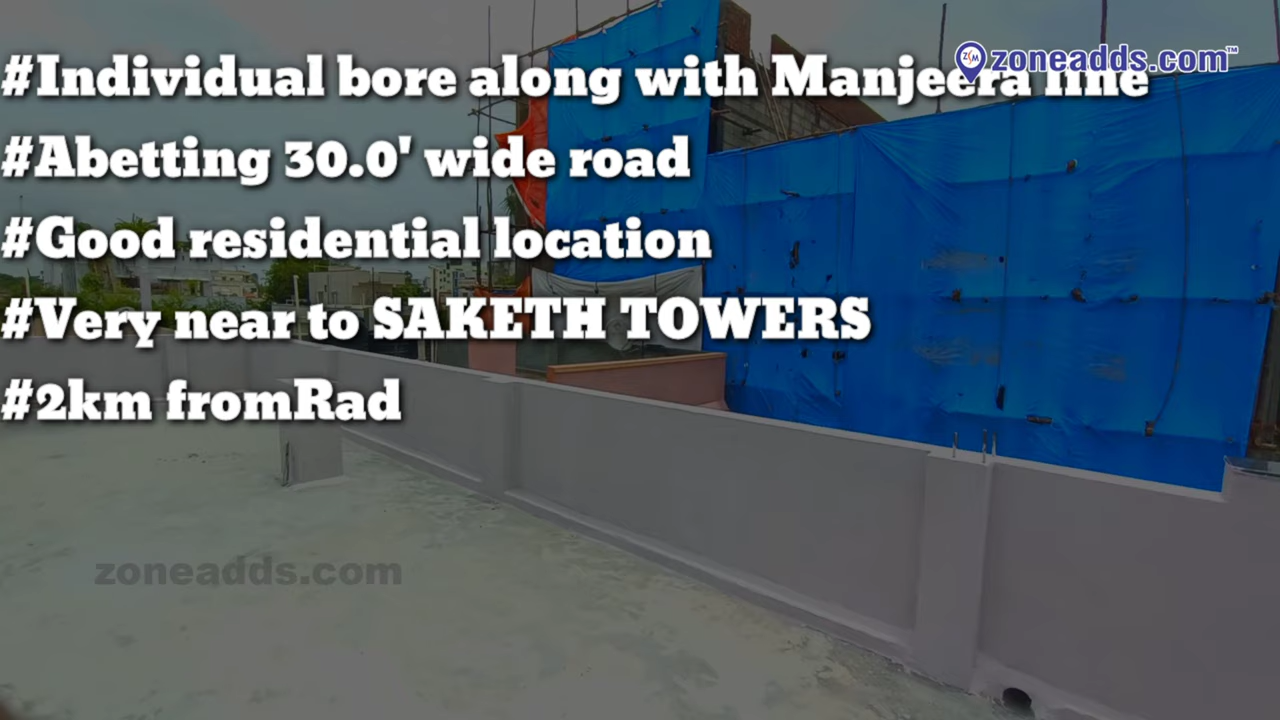 zoneadds.com™
#Individual bore along with Manjeera line
#Abetting 30.0' wide road
#Good residential location
#Very near to SAKETH TOWERS
#2km fromRad
zoneadds.com